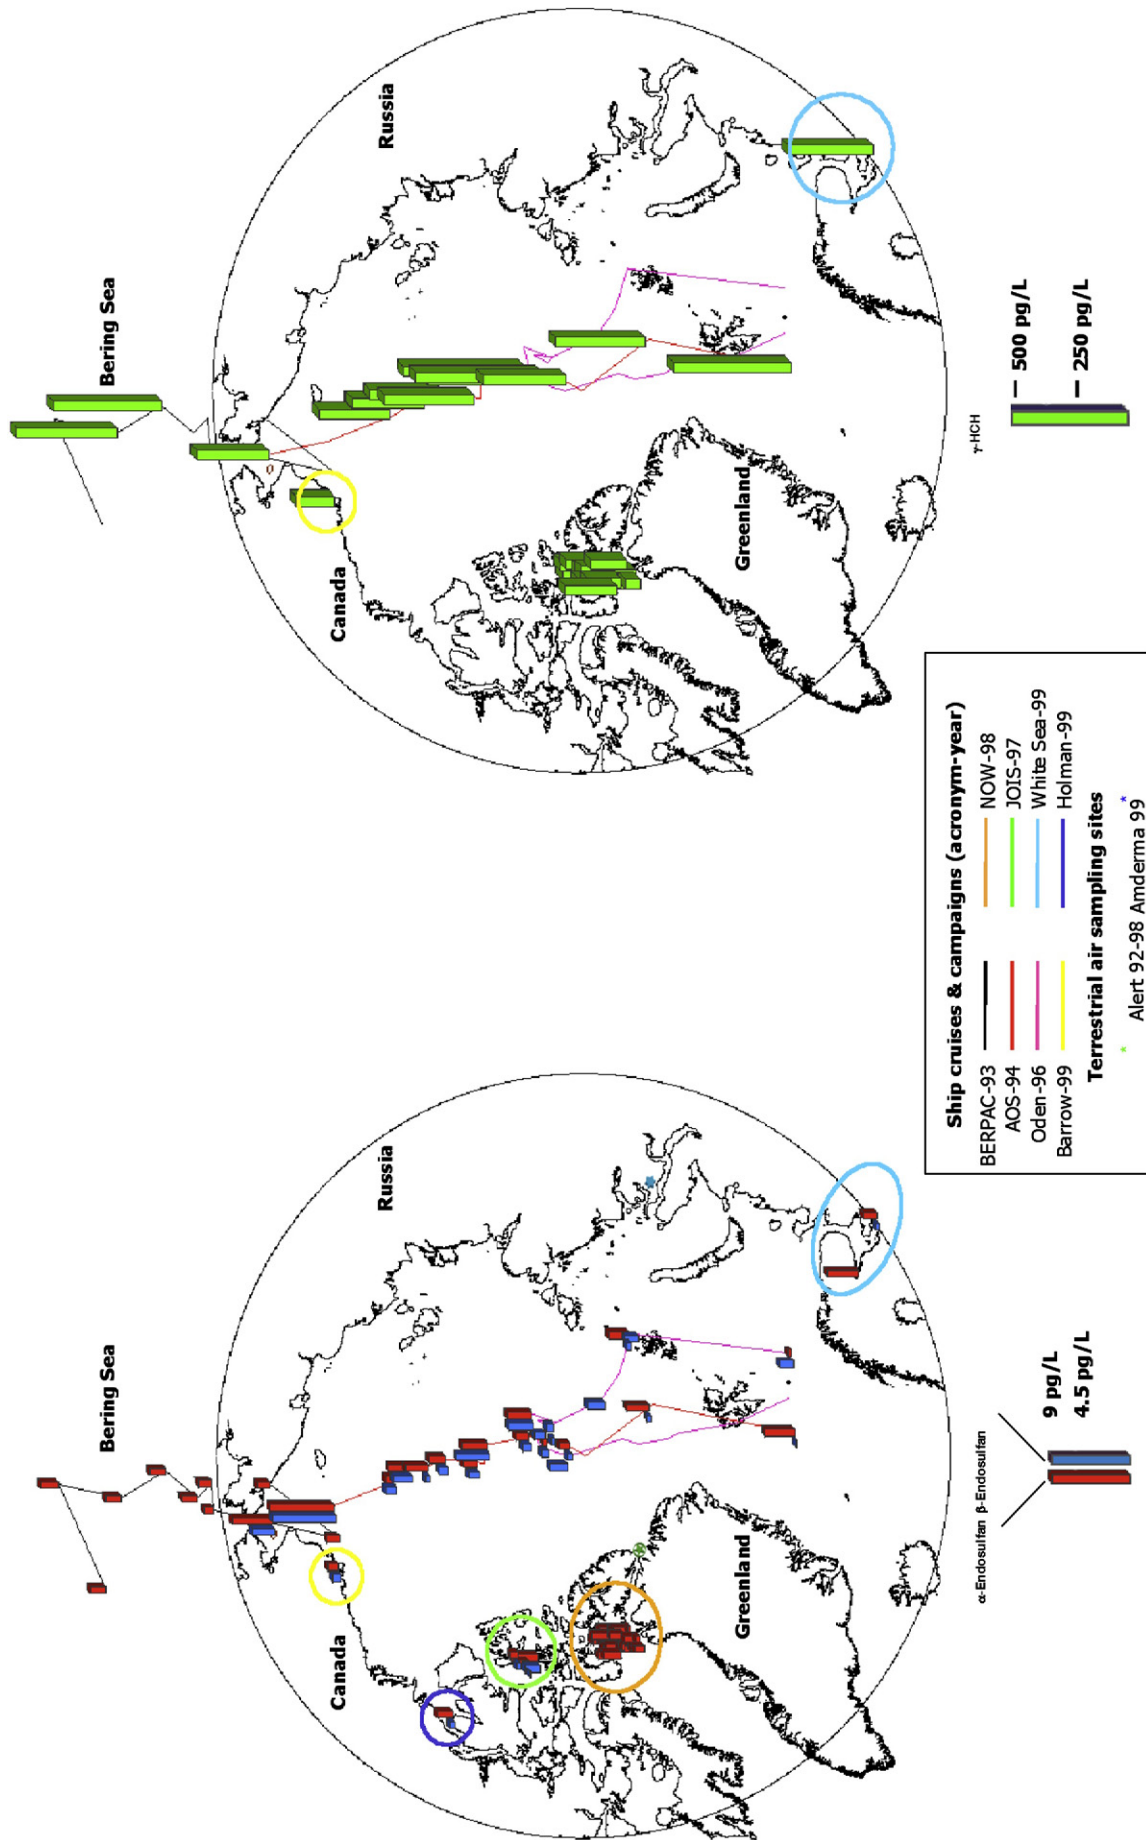 Bering Sea
Russia
Canada
Greenland
α-Endosulfan β-Endosulfan
9 pg/L
4.5 pg/L
Bering Sea
Russia
Canada
Greenland
γ-HCH
500 pg/L
250 pg/L
Ship cruises & campaigns (acronym-year)
BERPAC-93 NOW-98
AOS-94 JOIS-97
Oden-96 White Sea-99
Barrow-99 Holman-99
Terrestrial air sampling sites
* Alert 92-98 Amderma 99 *